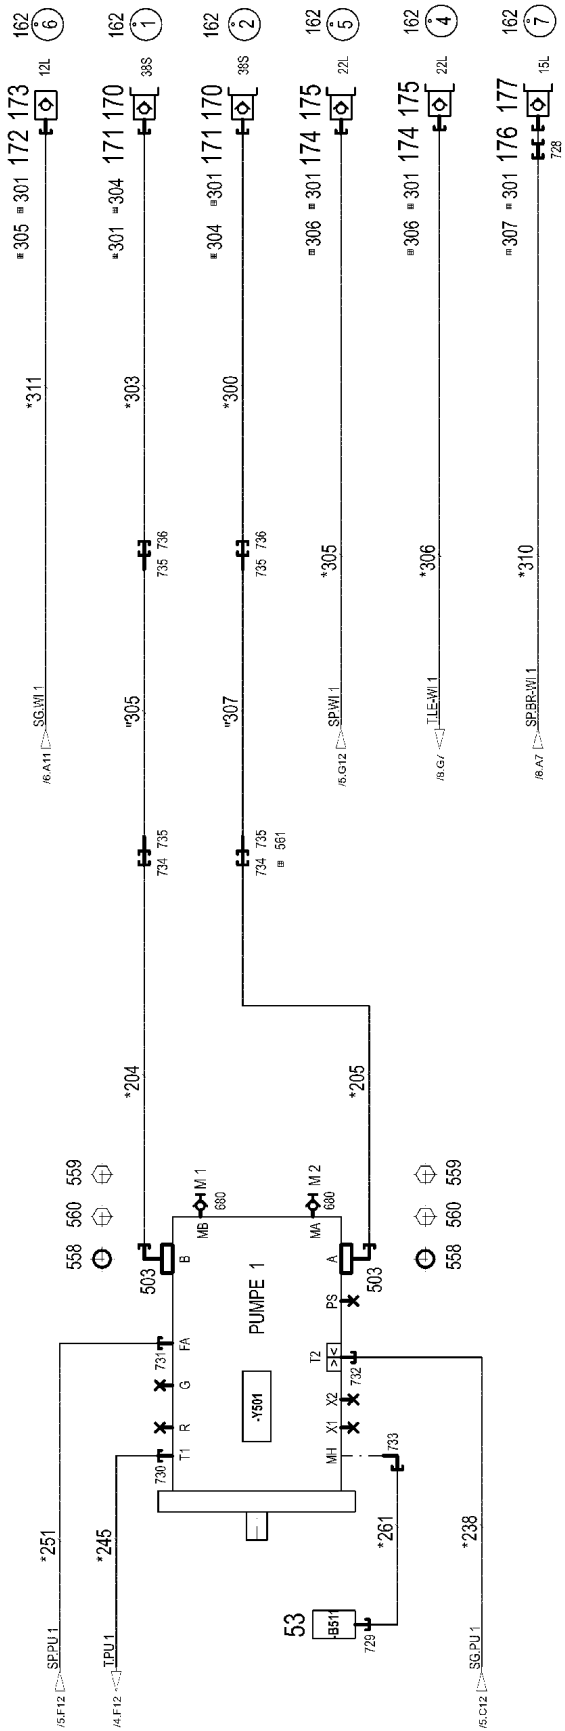 162 6
162 1
162 2
162 5
162 4
162 7
12L
38S
38S
22L
22L
15L
172 173
171 170
171 170
174 175
174 175
176 177
728
305 301
301 304
304 301
306 301
306 301
307 301
*311
*303
*300
*305
*306
*310
735 736
735 736
SG.WI 1
/6.A11
"305
"307
SP.WI 1
/5.G12
T.LE-WI 1
SP.BR-WI 1
/8.A7
734 735
734 735
561
*204
*205
558 560 559
558 560 559
503
503
M 1
680
MB
M 2
680
MA
B
A
PUMPE 1
-Y501
FA
731
G
R
T1
730
PS
T2
> <
732
X2
X1
MH
733
*251
SP.PU 1
/5.F12
*245
T.PU 1
/4.F12
53
-B511
729
*261
*238
SG.PU 1
/5.C12